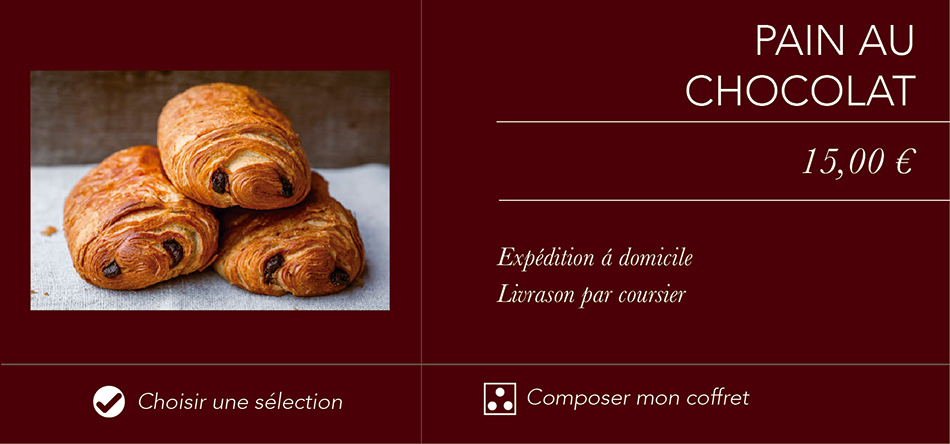 PAIN AU
CHOCOLAT
15,00 €
Expédition á domicile
Livrason par coursier
Choisir une sélection
Composer mon coffret